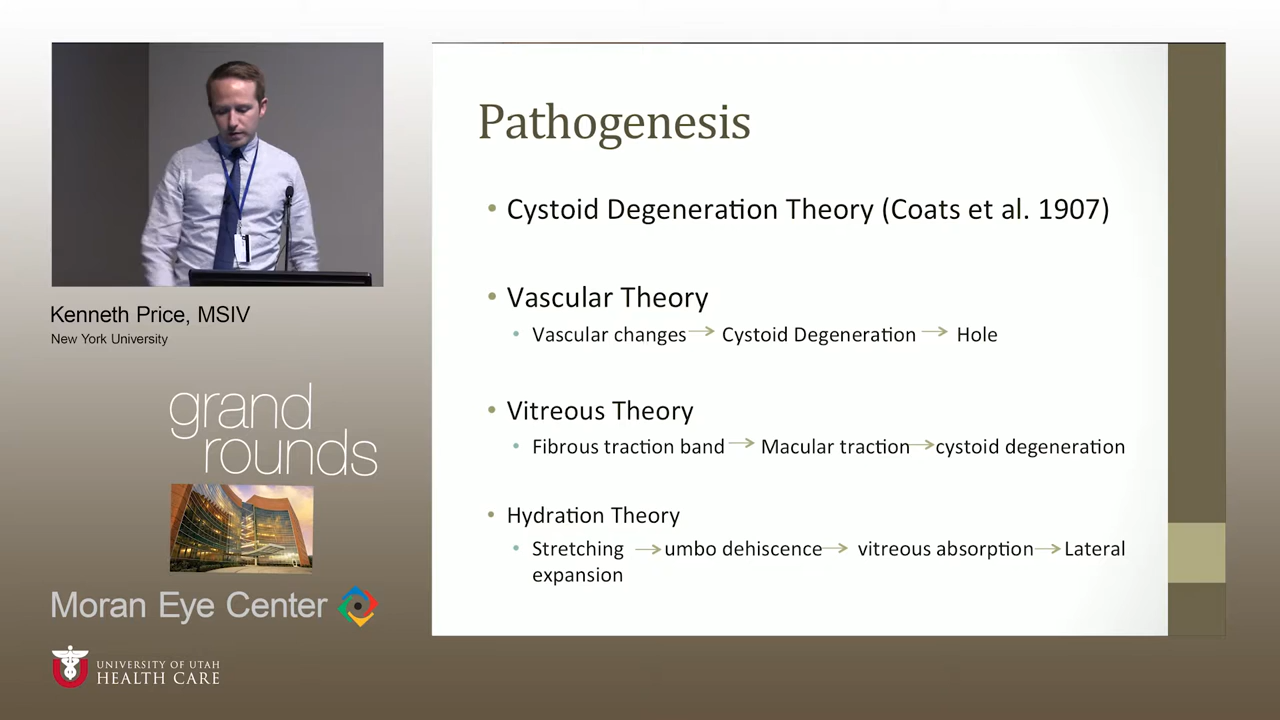 Pathogenesis
• Cystoid Degeneration Theory (Coats et al. 1907)
• Vascular Theory
• Vascular changes → Cystoid Degeneration → Hole
• Vitreous Theory
• Fibrous traction band → Macular traction → cystoid degeneration
• Hydration Theory
• Stretching → umbo dehiscence → vitreous absorption → Lateral
expansion
Kenneth Price, MSIV
New York University
grand
rounds
Moran Eye Center
UNIVERSITY OF UTAH
HEALTH CARE